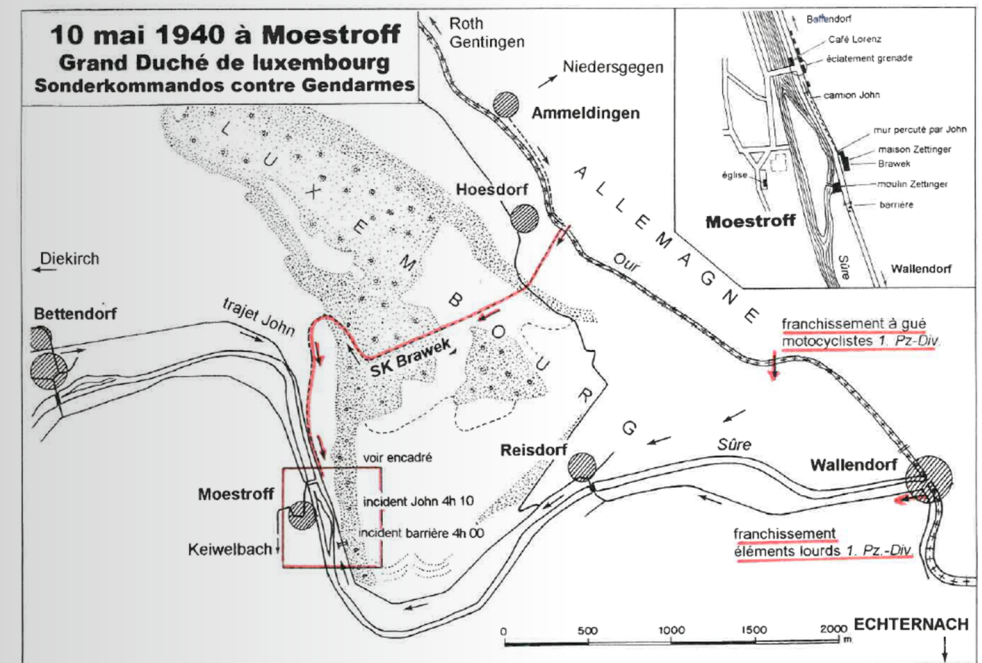 10 mai 1940 à Moestroff
Grand Duché de luxembourg
Sonderkommandos contre Gendarmes
Roth
Gentingen
Niedersgegen
Ammeldingen
Hoesdorf
ALLEMAGNE
Our
LUXEMBOURG
Diekirch
Bettendorf
trajet John
SK Brawek
franchissement à gué
motocyclistes 1. Pz-Div.
Sûre
Reisdorf
Wallendorf
voir encadré
Moestroff
incident John 4h 10
incident barrière 4h 00
Keiwelbach
franchissement
éléments lourds 1. Pz.-Div.
0 500 1000 1500 2000 m
ECHTERNACH
Battendorf
Café Lorenz
éclatement grenade
camion John
mur percuté par John
maison Zettinger
Brawek
moulin Zettinger
église
barrière
Moestroff
Sûre
Wallendorf